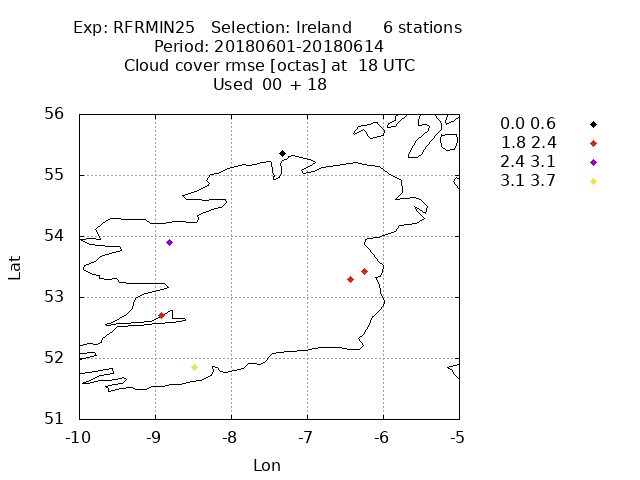 Exp: RFRMIN25 Selection: Ireland 6 stations
Period: 20180601-20180614
Cloud cover rmse [octas] at 18 UTC
Used 00 + 18
56
55
54
53
52
51
Lat
-10 -9 -8 -7 -6 -5
Lon
0.0 0.6
1.8 2.4
2.4 3.1
3.1 3.7